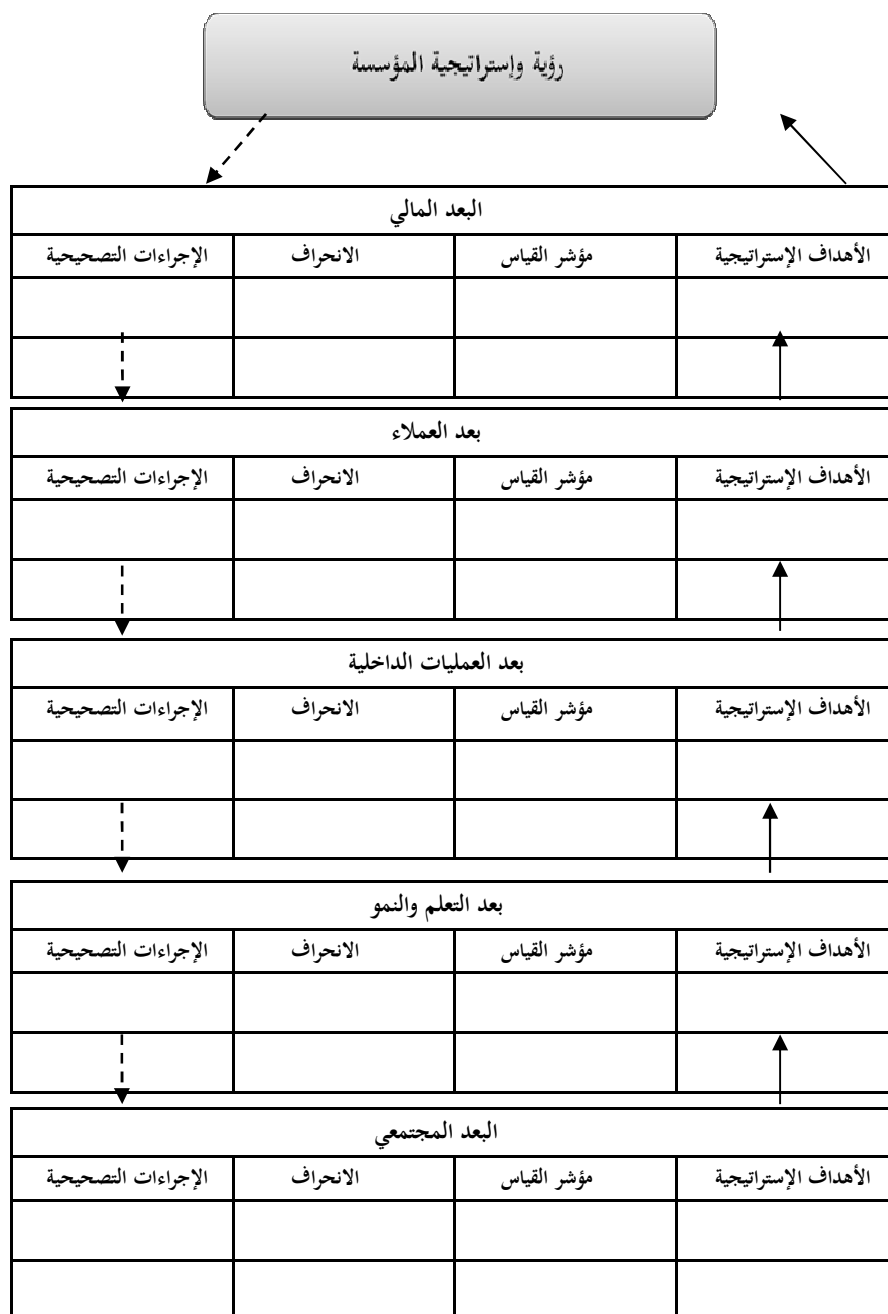 رؤية وإستراتيجية المؤسسة
البعد المالي
الأهداف الإستراتيجية مؤشر القياس الانحراف الإجراءات التصحيحية
بعد العملاء
الأهداف الإستراتيجية مؤشر القياس الانحراف الإجراءات التصحيحية
بعد العمليات الداخلية
الأهداف الإستراتيجية مؤشر القياس الانحراف الإجراءات التصحيحية
بعد التعلم والنمو
الأهداف الإستراتيجية مؤشر القياس الانحراف الإجراءات التصحيحية
البعد المجتمعي
الأهداف الإستراتيجية مؤشر القياس الانحراف الإجراءات التصحيحية